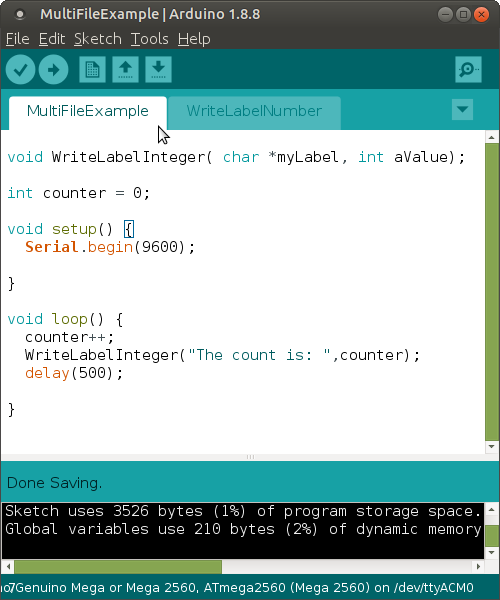 MultiFileExample | Arduino 1.8.8
File Edit Sketch Tools Help
MultiFileExample WriteLabelNumber
void WriteLabelInteger( char *myLabel, int aValue);
int counter = 0;
void setup() {
Serial.begin(9600);
}
void loop() {
counter++;
WriteLabelInteger("The count is: ",counter);
delay(500);
}
Done Saving.
Sketch uses 3526 bytes (1%) of program storage space.
Global variables use 210 bytes (2%) of dynamic memory
7 Genuino Mega or Mega 2560, ATmega2560 (Mega 2560) on /dev/ttyACM0